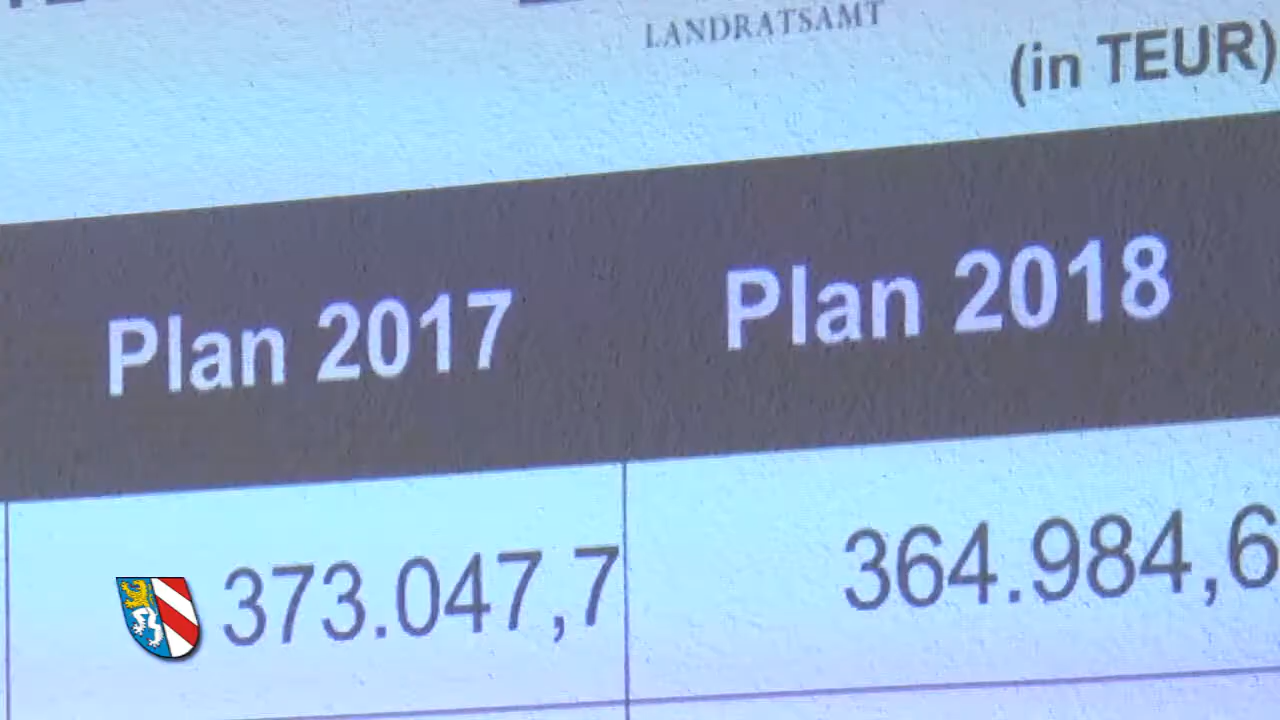 LANDRATSAMT
(in TEUR)
Plan 2017 Plan 2018
373.047,7 364.984,6